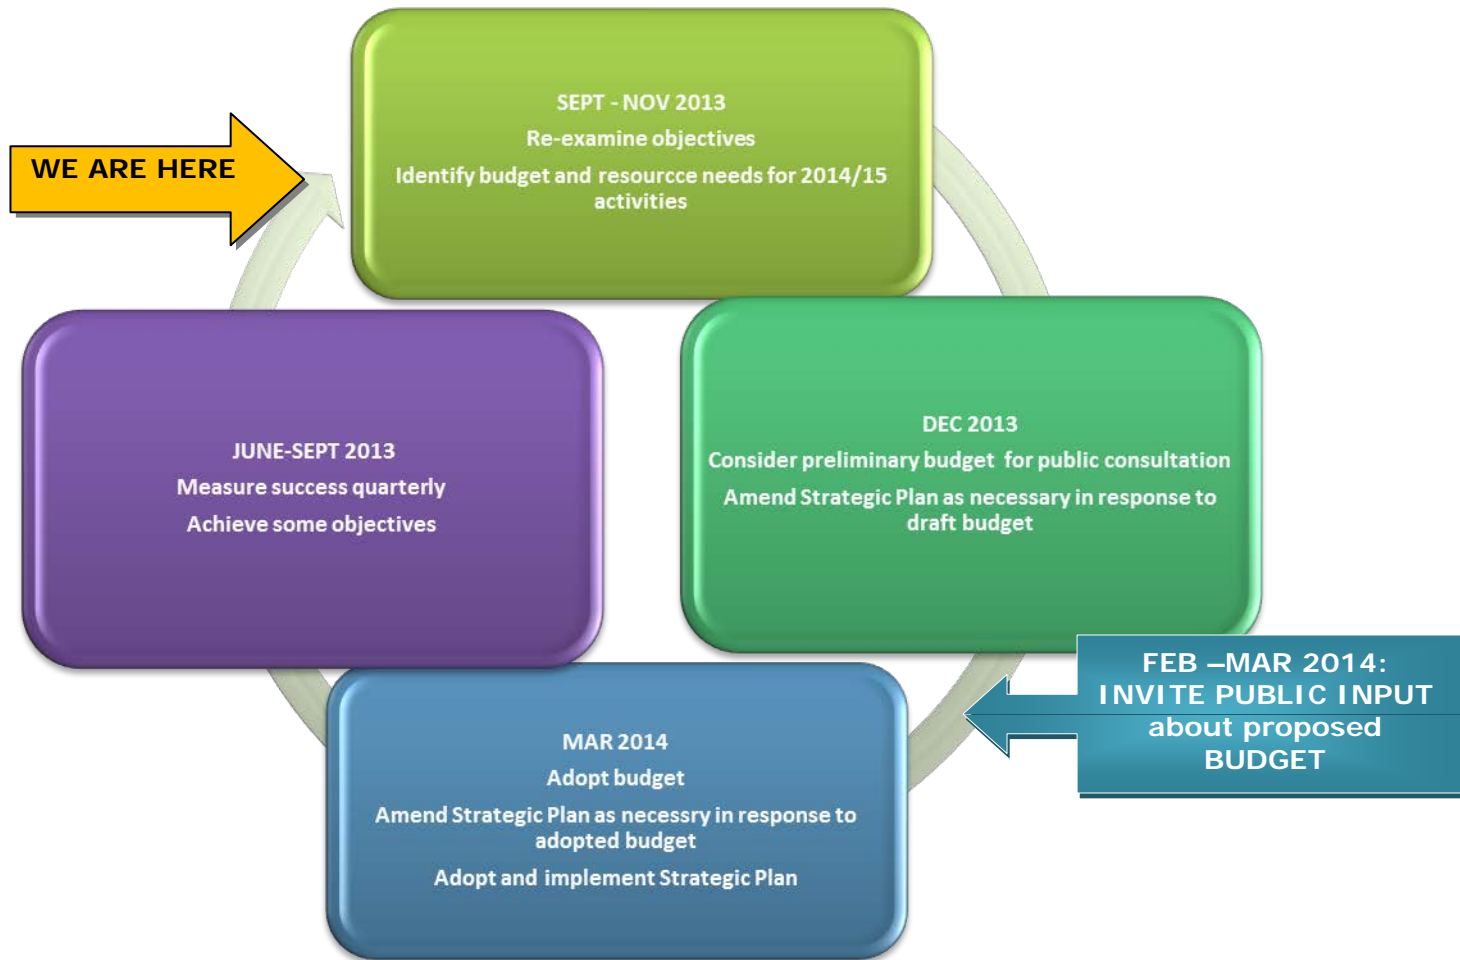 SEPT - NOV 2013
Re-examine objectives
Identify budget and resourcce needs for 2014/15
activities
WE ARE HERE
JUNE-SEPT 2013
Measure success quarterly
Achieve some objectives
DEC 2013
Consider preliminary budget for public consultation
Amend Strategic Plan as necessary in response to
draft budget
FEB –MAR 2014:
INVITE PUBLIC INPUT
about proposed
BUDGET
MAR 2014
Adopt budget
Amend Strategic Plan as necessry in response to
adopted budget
Adopt and implement Strategic Plan